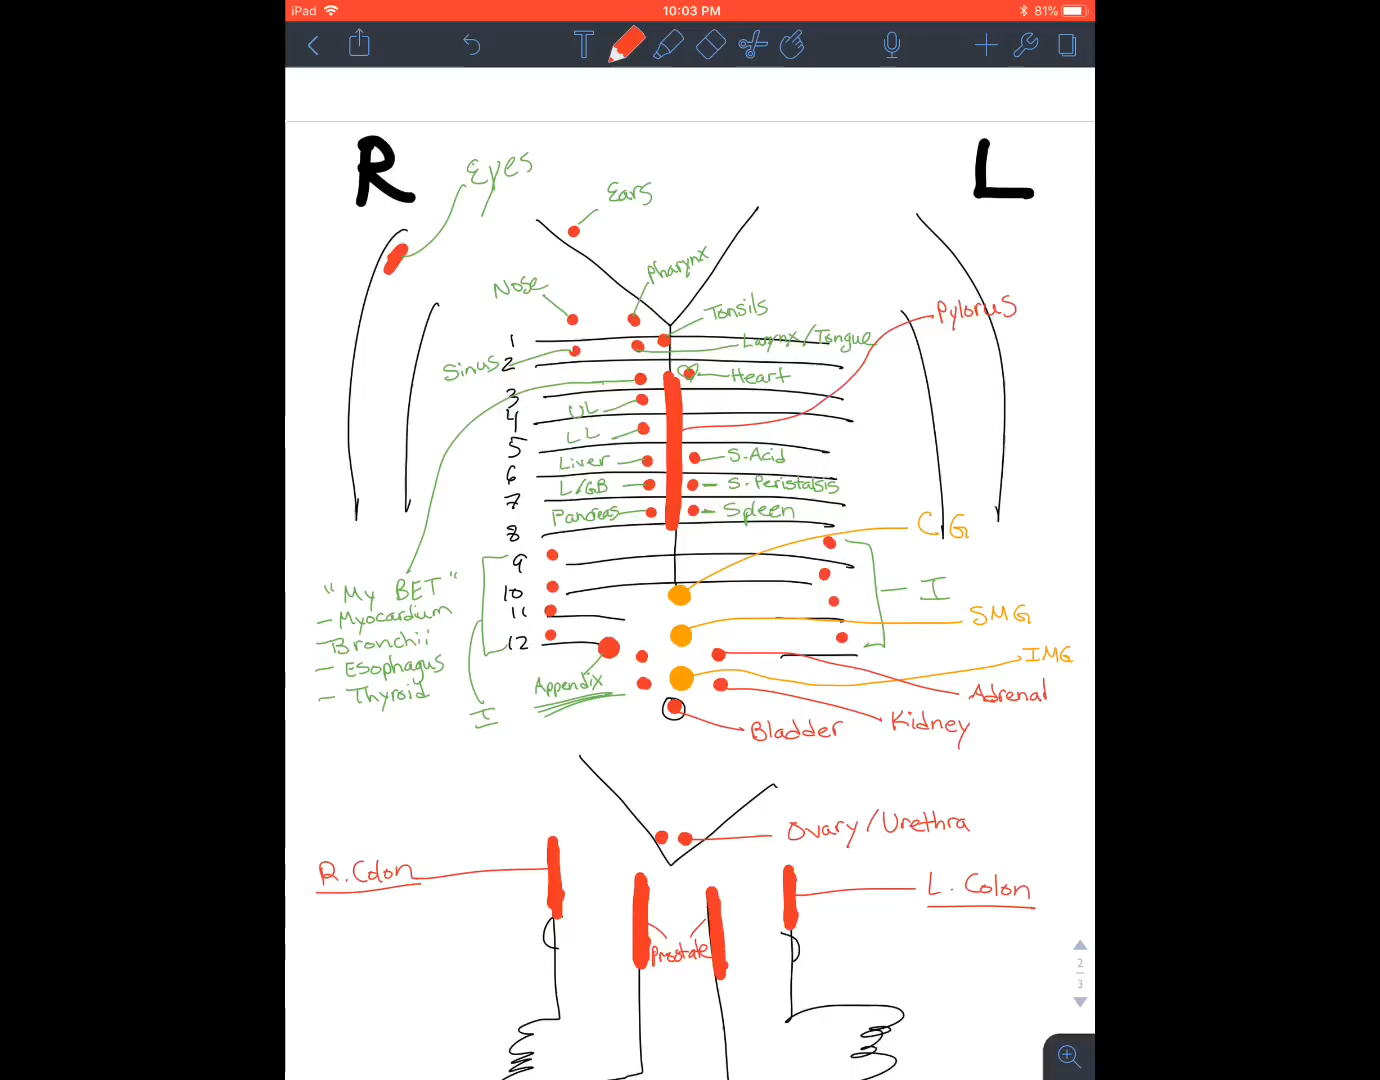 iPad
10:03 PM
81%
T
R
L
Eyes
Ears
Pharynx
Nose
Tonsils
Pylorus
1
Larynx/Tongue
Sinus
2
Heart
3
UL
4
LL
5
Liver
S.Acid
6
L/GB
S.Peristalsis
7
Pancreas
Spleen
8
CG
9
"My BET"
10
I
- Myocardium
11
SMG
- Bronchii
12
IMG
- Esophagus
Appendix
Adrenal
- Thyroid
I
Kidney
Bladder
Ovary/Urethra
R. Colon
L. Colon
Prostate
2
3